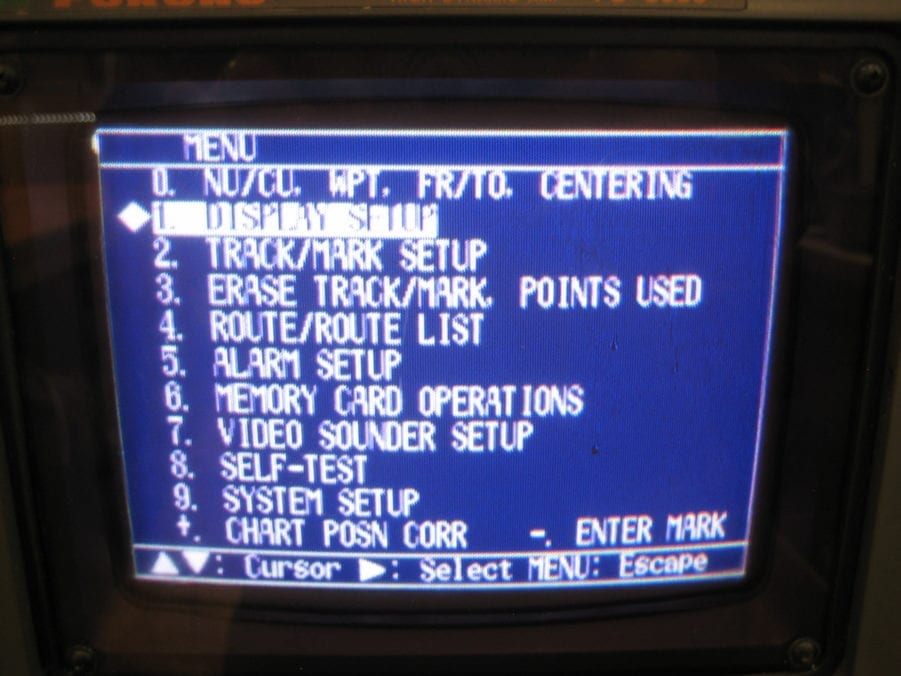 FURUNO
MENU
0. NU/CU, WPT, FR/TO, CENTERING
1. DISPLAY SETUP
2. TRACK/MARK SETUP
3. ERASE TRACK/MARK, POINTS USED
4. ROUTE/ROUTE LIST
5. ALARM SETUP
6. MEMORY CARD OPERATIONS
7. VIDEO SOUNDER SETUP
8. SELF-TEST
9. SYSTEM SETUP
+. CHART POSN CORR -. ENTER MARK
▲▼: Cursor ▶: Select MENU: Escape